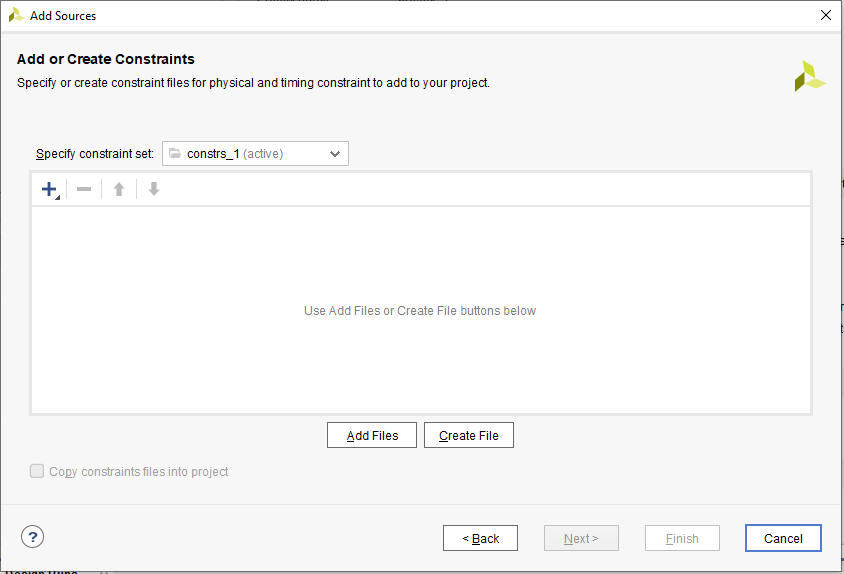 Add Sources
Add or Create Constraints
Specify or create constraint files for physical and timing constraint to add to your project.
Specify constraint set: constrs_1 (active)
Use Add Files or Create File buttons below
Add Files Create File
Copy constraints files into project
? < Back Next > Finish Cancel